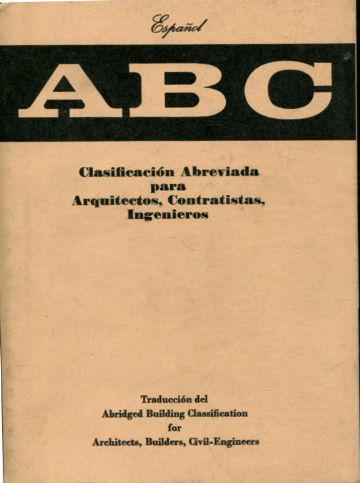 Español
ABC
Clasificación Abreviada
para
Arquitectos, Contratistas,
Ingenieros
Traducción del
Abridged Building Classification
for
Architects, Builders, Civil-Engineers